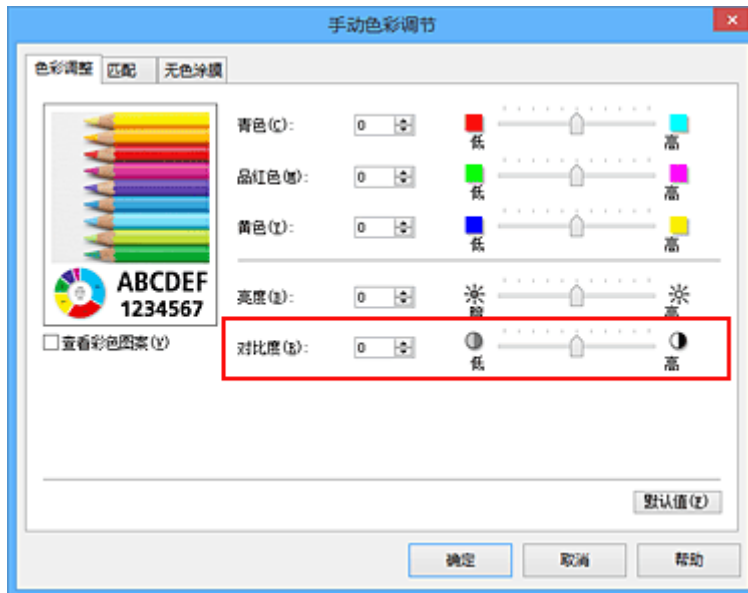 手动色彩调节
色彩调整 匹配 无色涂膜
青色(C): 0 低 高
品红色(M): 0 低 高
黄色(Y): 0 低 高
ABCDEF
1234567
亮度(I): 0 暗 高
查看彩色图案(Y)
对比度(R): 0 低 高
默认值(F)
确定 取消 帮助